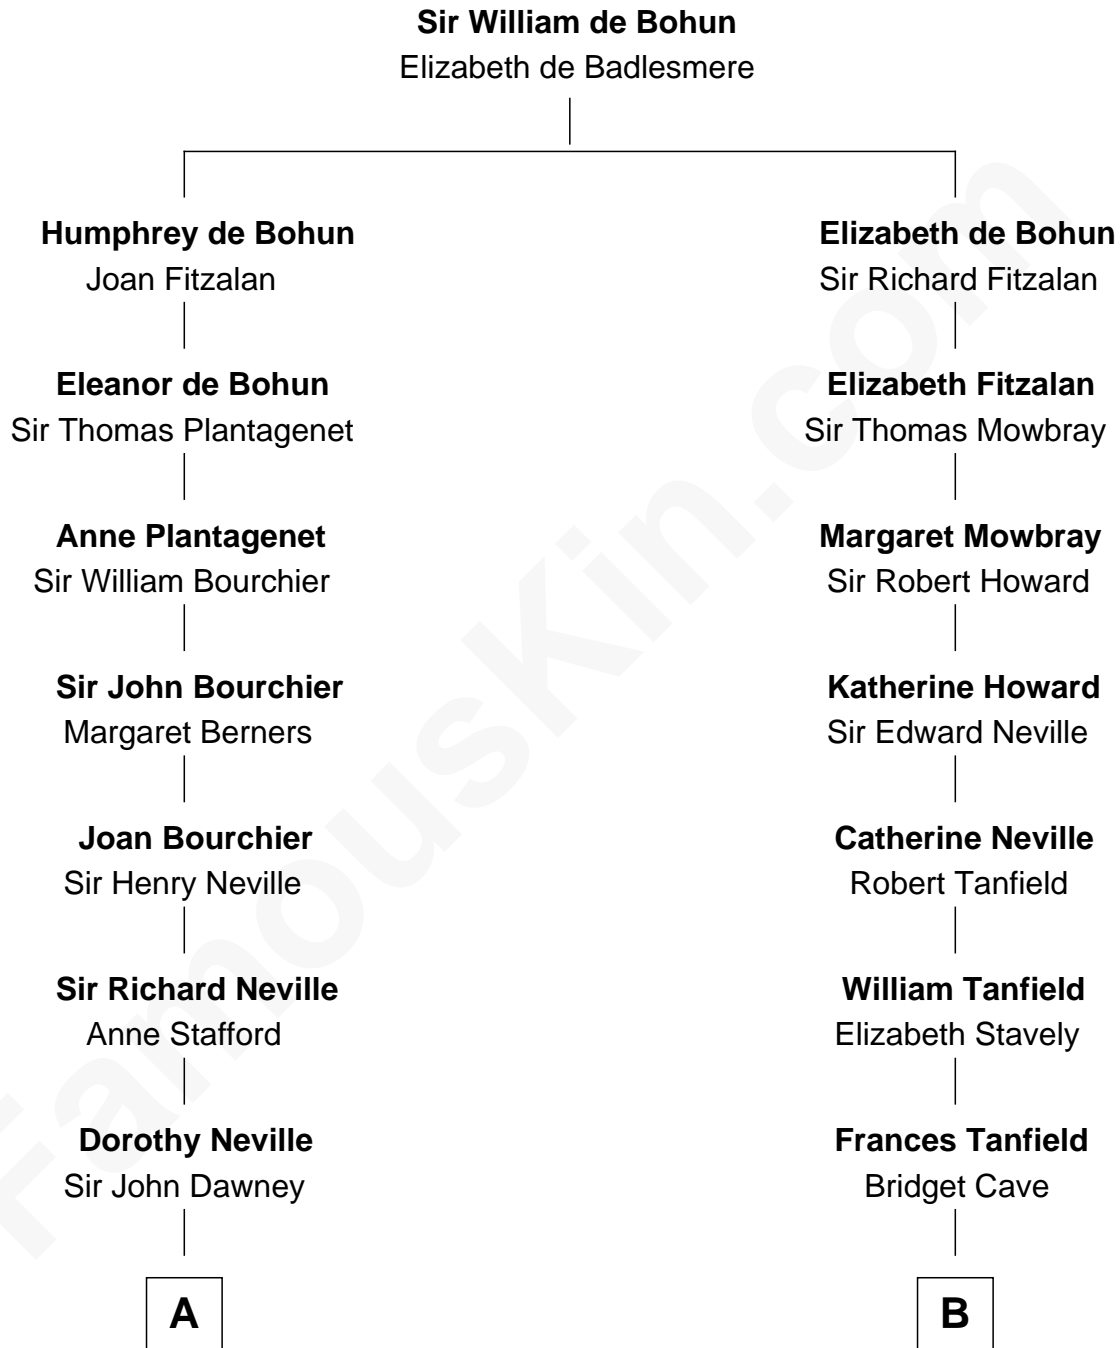 Sir William de Bohun
Elizabeth de Badlesmere
Humphrey de Bohun
Joan Fitzalan
Elizabeth de Bohun
Sir Richard Fitzalan
Eleanor de Bohun
Sir Thomas Plantagenet
Elizabeth Fitzalan
Sir Thomas Mowbray
Anne Plantagenet
Sir William Bourchier
Margaret Mowbray
Sir Robert Howard
Sir John Bourchier
Margaret Berners
Katherine Howard
Sir Edward Neville
Joan Bourchier
Sir Henry Neville
Catherine Neville
Robert Tanfield
Sir Richard Neville
Anne Stafford
William Tanfield
Elizabeth Stavely
Dorothy Neville
Sir John Dawney
Frances Tanfield
Bridget Cave
A
B
FamousKin.com